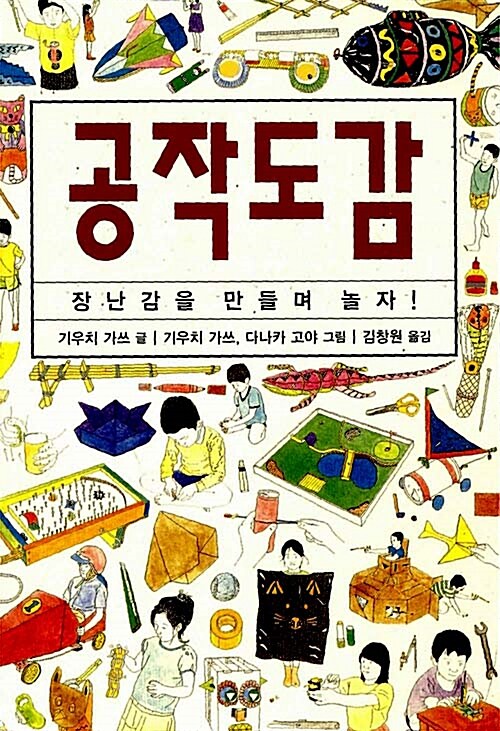 공작도감
장난감을 만들며 놀자!
기우치 가쓰 글 | 기우치 가쓰, 다나카 고야 그림 | 김창원 옮김